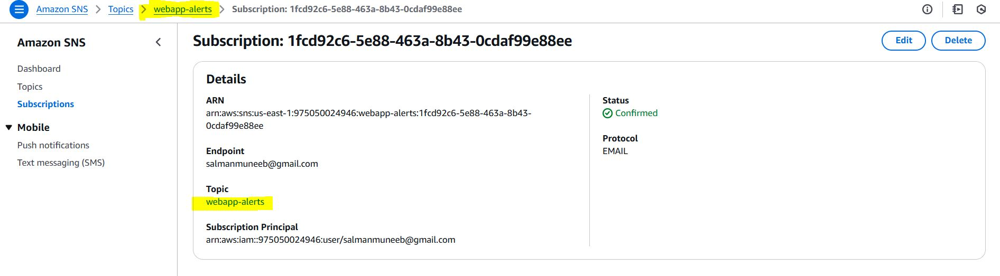 Amazon SNS > Topics > webapp-alerts > Subscription: 1fcd92c6-5e88-463a-8b43-0cdaf99e88ee
Amazon SNS
Dashboard
Topics
Subscriptions
Mobile
Push notifications
Text messaging (SMS)
Subscription: 1fcd92c6-5e88-463a-8b43-0cdaf99e88ee
Edit
Delete
Details
ARN
arn:aws:sns:us-east-1:975050024946:webapp-alerts:1fcd92c6-5e88-463a-8b43-
0cdaf99e88ee
Endpoint
salmanmuneeb@gmail.com
Topic
webapp-alerts
Subscription Principal
arn:aws:iam::975050024946:user/salmanmuneeb@gmail.com
Status
Confirmed
Protocol
EMAIL